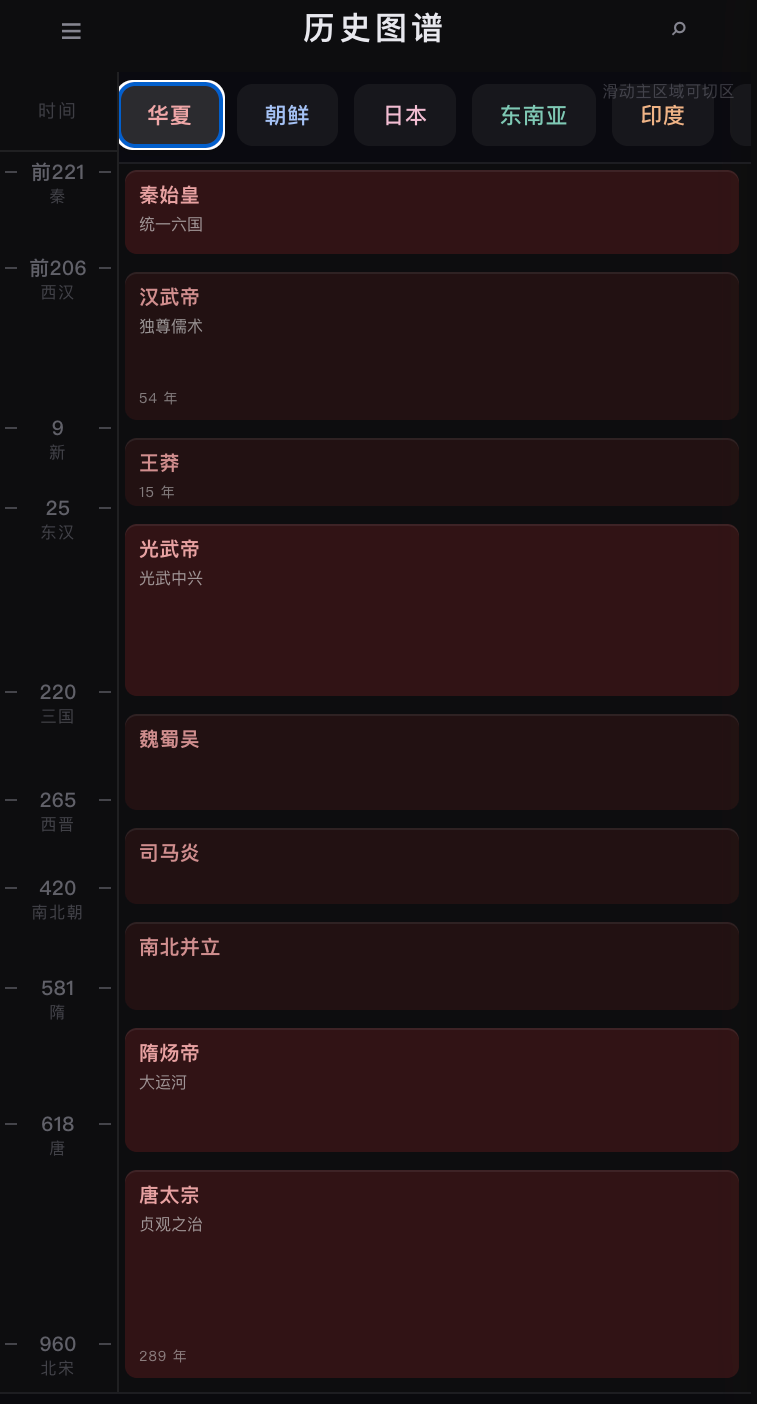 历史图谱
滑动主区域可切区
时间
华夏
朝鲜
日本
东南亚
印度
前221
秦
前206
西汉
9
新
25
东汉
220
三国
265
西晋
420
南北朝
581
隋
618
唐
960
北宋
秦始皇
统一六国
汉武帝
独尊儒术
54 年
王莽
15 年
光武帝
光武中兴
魏蜀吴
司马炎
南北并立
隋炀帝
大运河
唐太宗
贞观之治
289 年